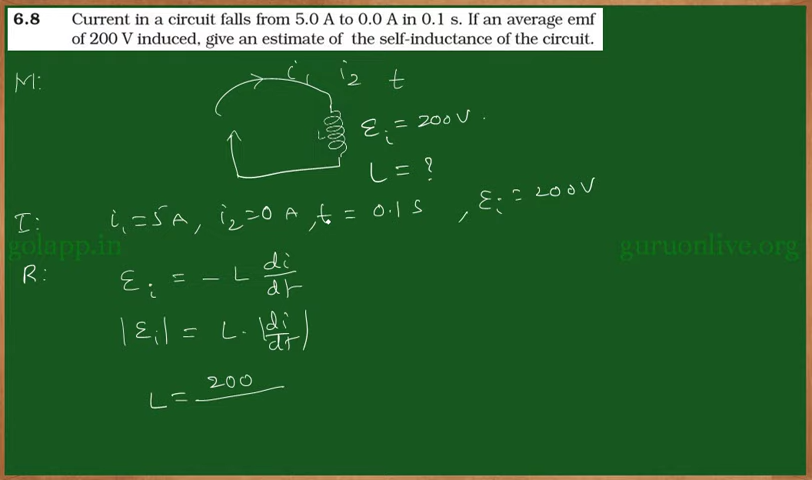 6.8 Current in a circuit falls from 5.0 A to 0.0 A in 0.1 s. If an average emf
of 200 V induced, give an estimate of the self-inductance of the circuit.
M: i₁ i₂ t
L εᵢ = 200V.
L = ?
I: i₁ = 5 A, i₂ = 0 A, t = 0.1 s, εᵢ = 200V
golapp.in guruonlive.org
R: εᵢ = - L di/dt
|εᵢ| = L · |di/dt|
L = 200